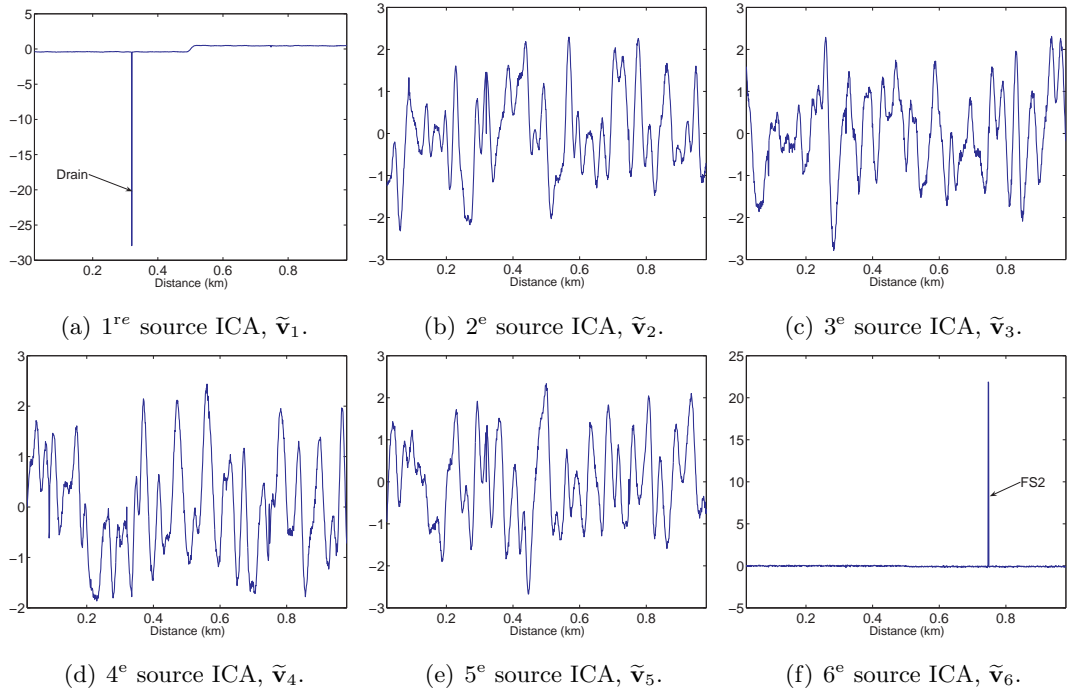 5
0
−5
−10
−15
−20
−25
−30
Drain
0.2 0.4 0.6 0.8
Distance (km)
(a) 1re source ICA, ṽ1.
3
2
1
0
−1
−2
−3
0.2 0.4 0.6 0.8
Distance (km)
(b) 2e source ICA, ṽ2.
3
2
1
0
−1
−2
−3
0.2 0.4 0.6 0.8
Distance (km)
(c) 3e source ICA, ṽ3.
3
2
1
0
−1
−2
0.2 0.4 0.6 0.8
Distance (km)
(d) 4e source ICA, ṽ4.
3
2
1
0
−1
−2
−3
0.2 0.4 0.6 0.8
Distance (km)
(e) 5e source ICA, ṽ5.
25
20
15
10
5
0
−5
FS2
0.2 0.4 0.6 0.8
Distance (km)
(f) 6e source ICA, ṽ6.